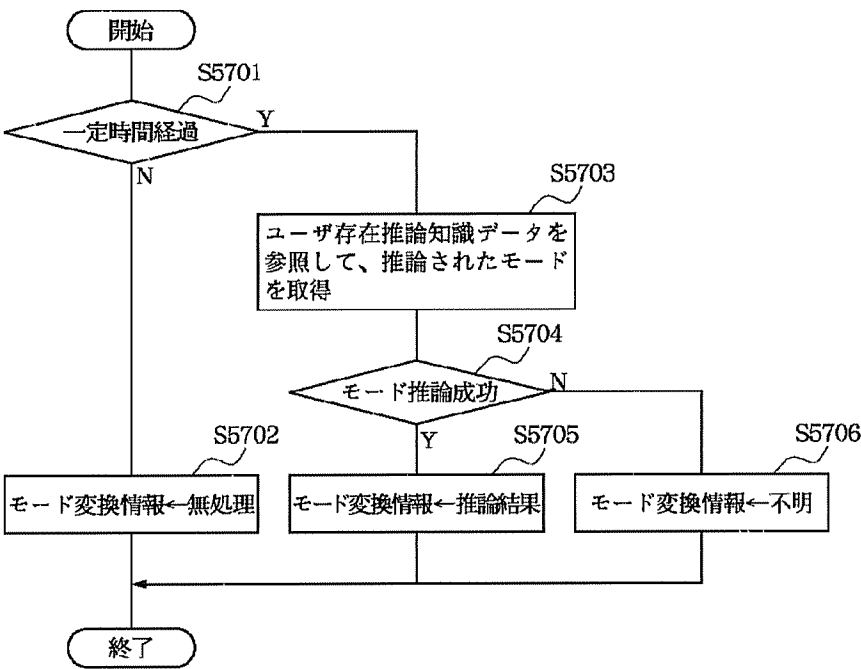 開始
S5701
一定時間経過
Y
N
S5703
ユーザ存在推論知識データを
参照して、推論されたモード
を取得
S5704
モード推論成功
N
Y
S5702
モード変換情報←無処理
S5705
モード変換情報←推論結果
S5706
モード変換情報←不明
終了